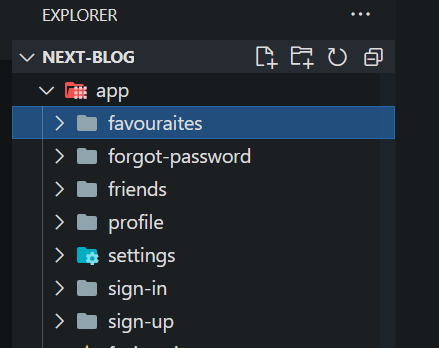 EXPLORER
NEXT-BLOG
app
favouraites
forgot-password
friends
profile
settings
sign-in
sign-up